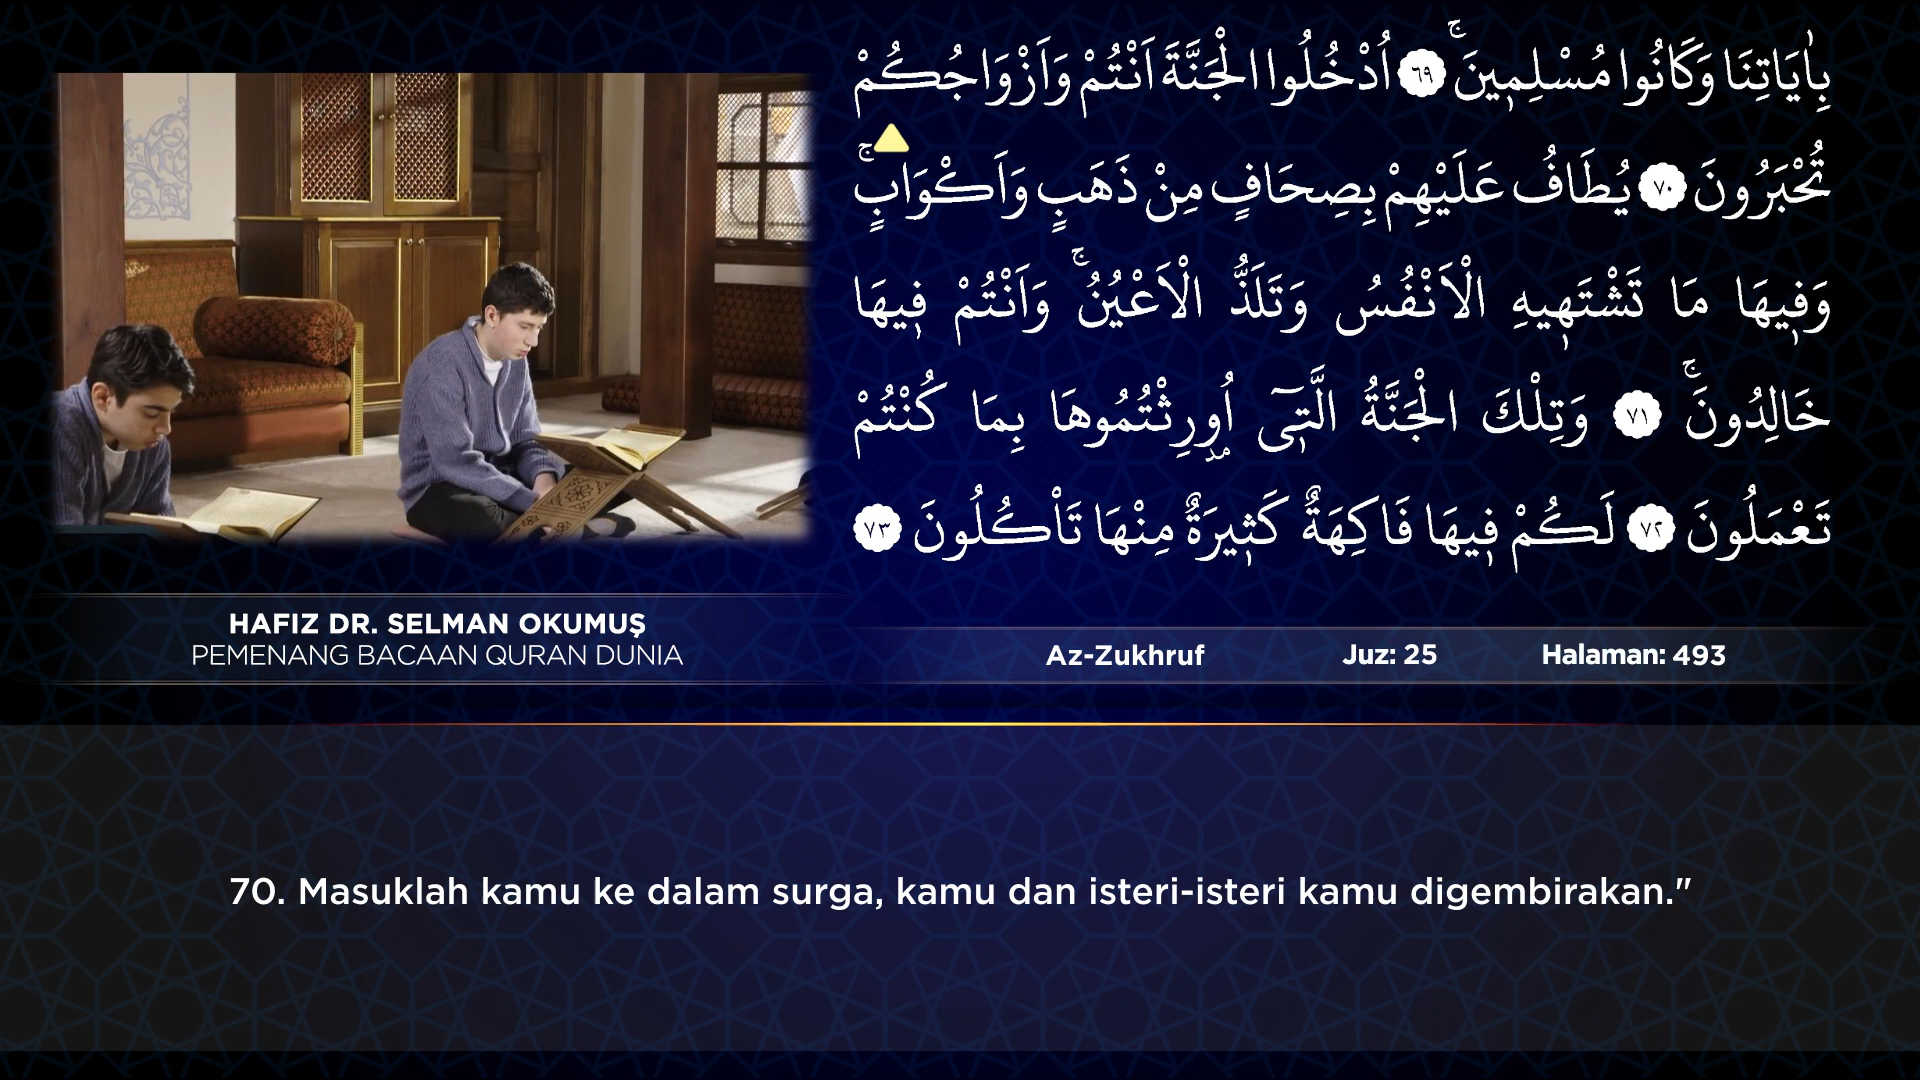 بِاٰيَاتِنَا وَكَانُوا مُسْلِمٖينَۚ ٦٩ اُدْخُلُوا الْجَنَّةَ اَنْتُمْ وَاَزْوَاجُكُمْ
تُحْبَرُونَ ٧٠ يُطَافُ عَلَيْهِمْ بِصِحَافٍ مِنْ ذَهَبٍ وَاَكْوَابٍۚ
وَفٖيهَا مَا تَشْتَهٖيهِ الْاَنْفُسُ وَتَلَذُّ الْاَعْيُنُۚ وَاَنْتُمْ فٖيهَا
خَالِدُونَۚ ٧١ وَتِلْكَ الْجَنَّةُ الَّتٖٓى اُو۫رِثْتُمُوهَا بِمَا كُنْتُمْ
تَعْمَلُونَ ٧٢ لَكُمْ فٖيهَا فَاكِهَةٌ كَثٖيرَةٌ مِنْهَا تَاْكُلُونَ ٧٣
HAFIZ DR. SELMAN OKUMUŞ
PEMENANG BACAAN QURAN DUNIA
Az-Zukhruf Juz: 25 Halaman: 493
70. Masuklah kamu ke dalam surga, kamu dan isteri-isteri kamu digembirakan."